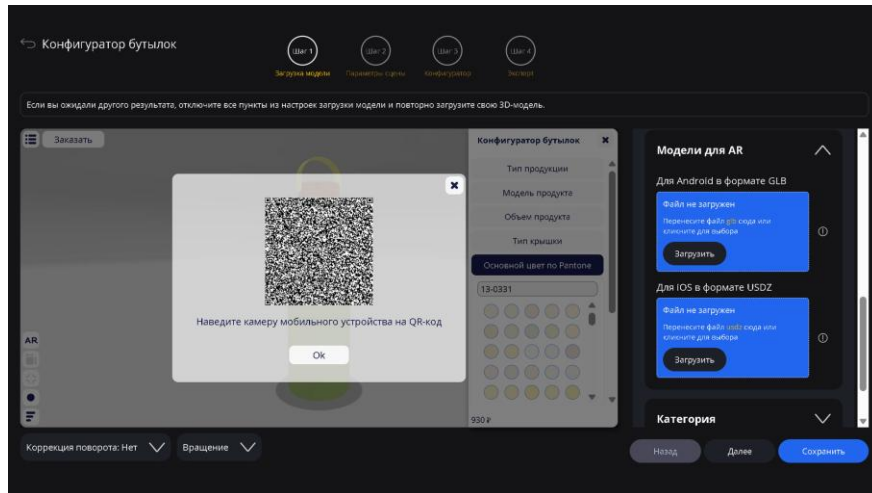 Конфигуратор бутылок
Шаг 1
Шаг 2
Шаг 3
Шаг 4
Загрузка модели
Параметры сцены
Конфигуратор
Экспорт
Если вы ожидали другого результата, отключите все пункты из настроек загрузки модели и повторно загрузите свою 3D-модель.
Заказать
Наведите камеру мобильного устройства на QR-код
Ok
AR
Конфигуратор бутылок
Тип продукции
Модель продукта
Объем продукта
Тип крышки
Основной цвет по Pantone
13-0331
930 ₽
Модели для AR
Для Android в формате GLB
Файл не загружен
Перенесите файл glb сюда или
кликните для выбора
Загрузить
Для IOS в формате USDZ
Файл не загружен
Перенесите файл usdz сюда или
кликните для выбора
Загрузить
Категория
Коррекция поворота: Нет
Вращение
Назад
Далее
Сохранить